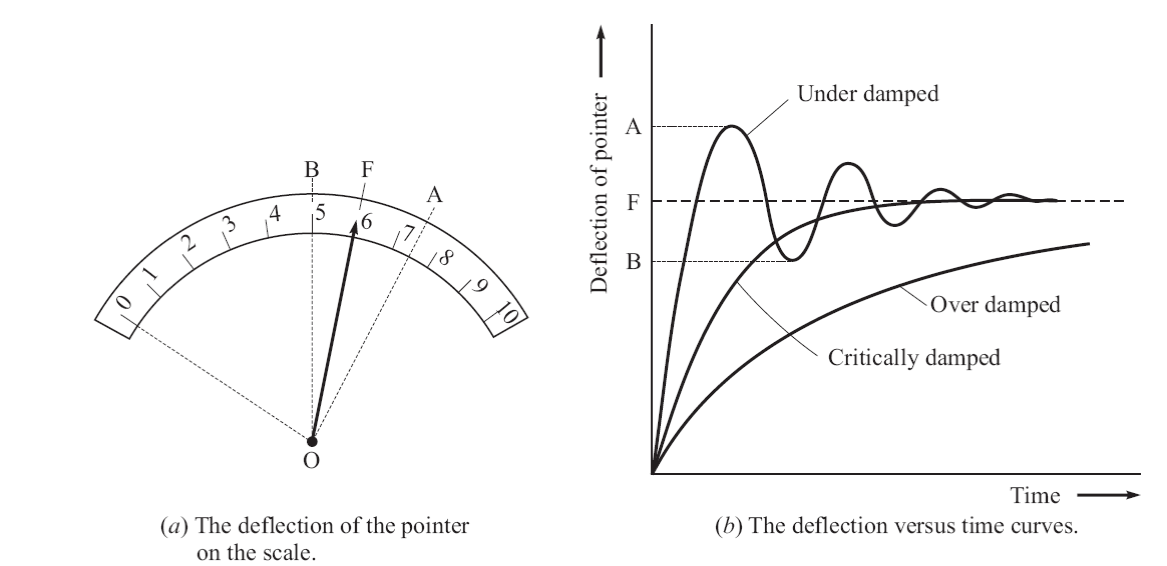 B F A
0 1 2 3 4 5 6 7 8 9 10
O
(a) The deflection of the pointer
on the scale.
Deflection of pointer
A
F
B
Under damped
Over damped
Critically damped
Time
(b) The deflection versus time curves.